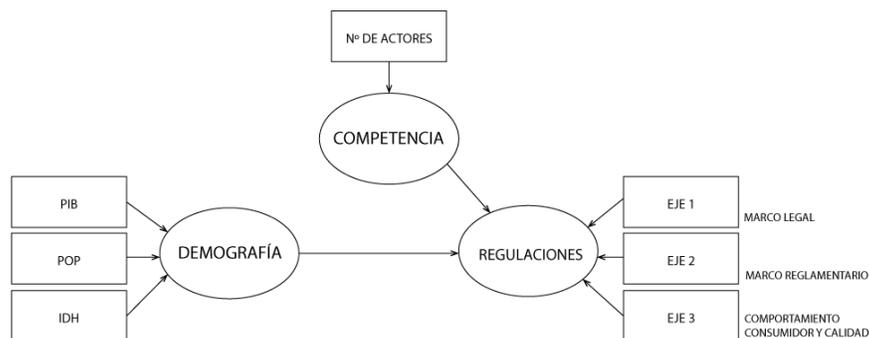 Nº DE ACTORES
COMPETENCIA
PIB
POP
IDH
DEMOGRAFÍA
REGULACIONES
EJE 1
MARCO LEGAL
EJE 2
MARCO REGLAMENTARIO
EJE 3
COMPORTAMIENTO
CONSUMIDOR Y CALIDAD